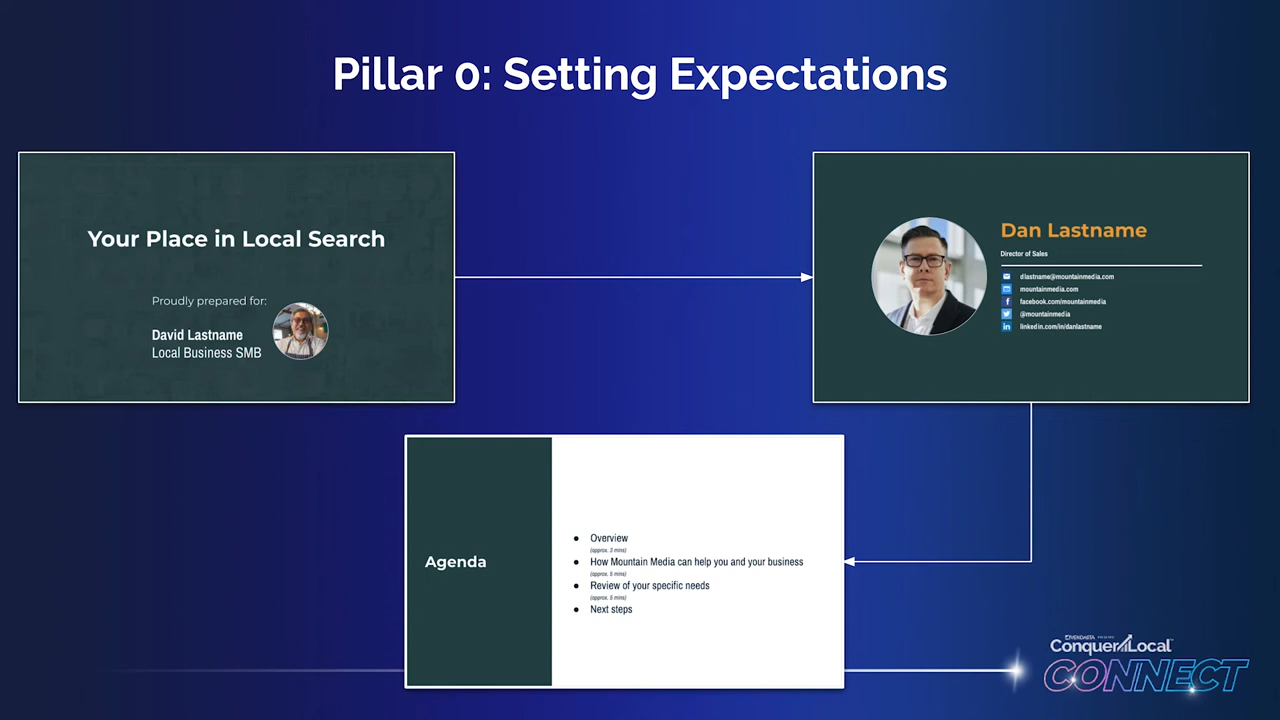 Pillar 0: Setting Expectations
Your Place in Local Search
Proudly prepared for:
David Lastname
Local Business SMB
Dan Lastname
Director of Sales
dlastname@mountainmedia.com
mountainmedia.com
facebook.com/mountainmedia
@mountainmedia
linkedin.com/in/danlastname
Agenda
Overview
(approx. 3 mins)
How Mountain Media can help you and your business
(approx. 5 mins)
Review of your specific needs
(approx. 5 mins)
Next steps
Conquer Local
CONNECT